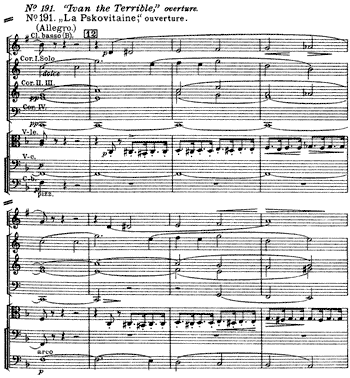 Nº 191. "Ivan the Terrible," overture.
Nº 191. „La Pskovitaine," ouverture.
(Allegro.)
Cl. basso (B). 12
p
Cor. I. Solo
dolce
Cor. II. III.
pp
Cor. IV.
V-le.
p
V-c.
C-b.
pizz.
arco
p